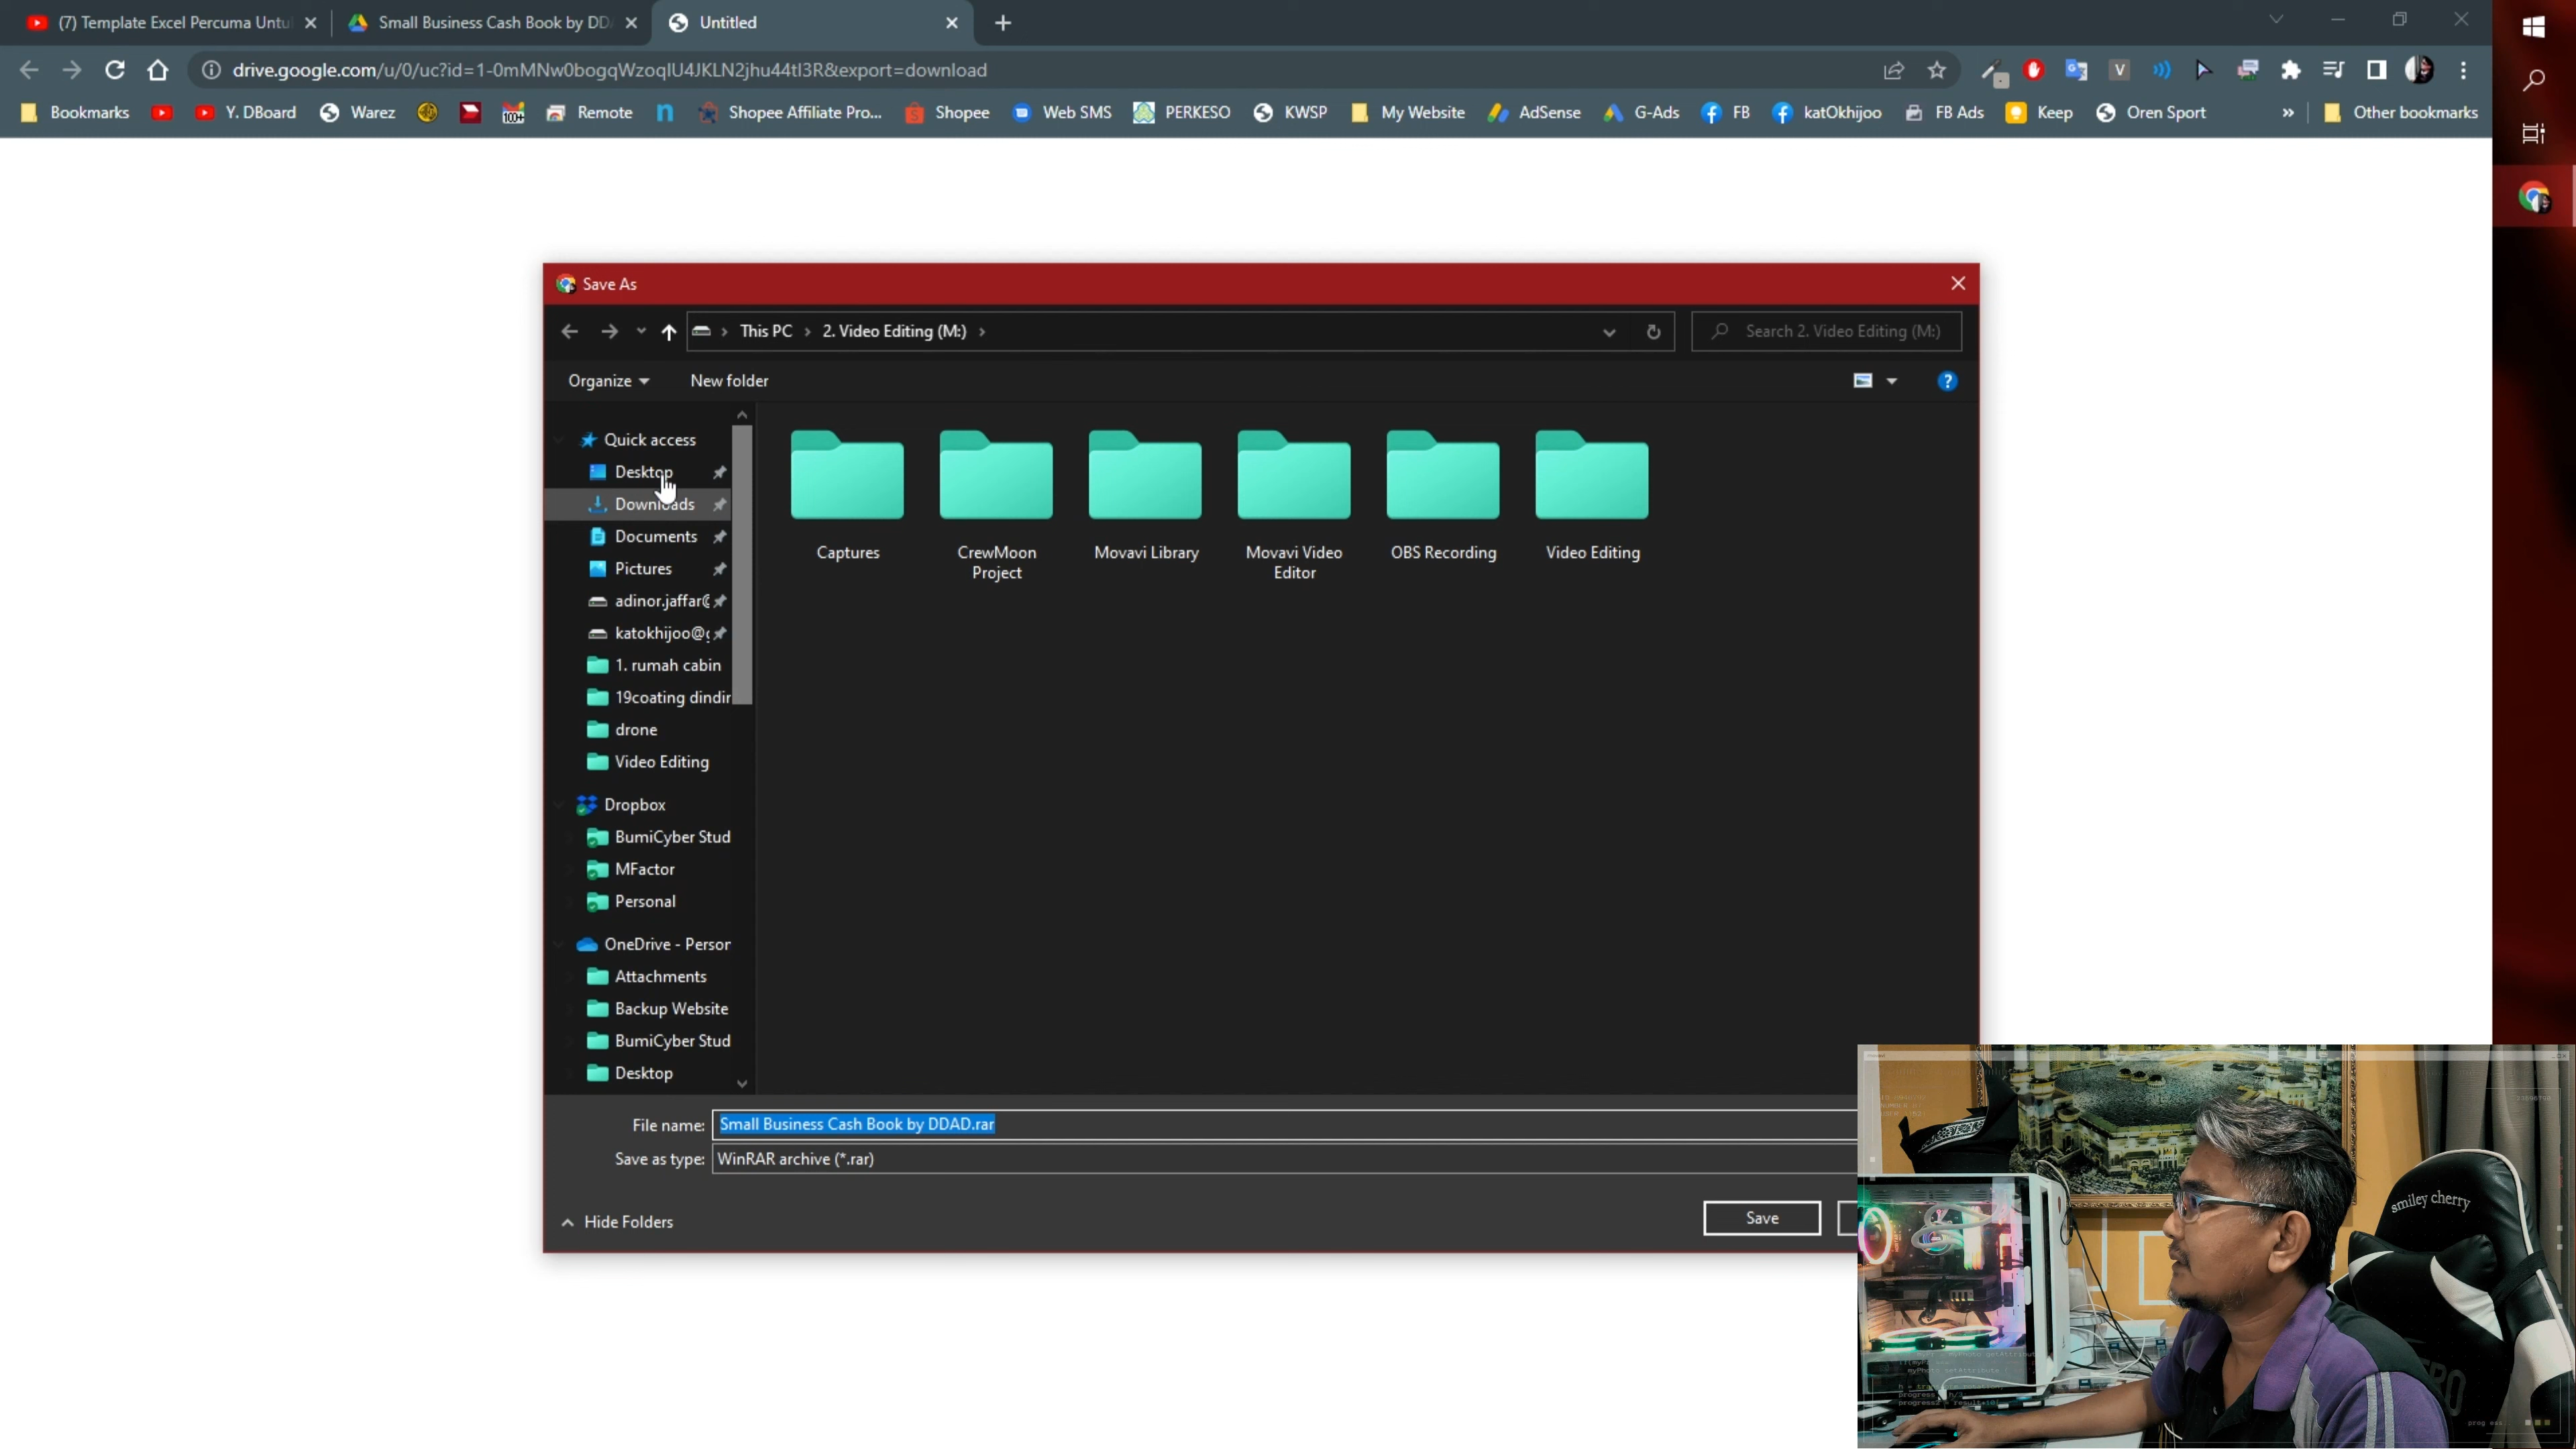 (7) Template Excel Percuma Untu
Small Business Cash Book by DD
Untitled
drive.google.com/u/0/uc?id=1-0mMNw0bogqWzoqIU4JKLN2jhu44tI3R&export=download
Bookmarks
Y. DBoard
Warez
100+
Remote
Shopee Affiliate Pro...
Shopee
Web SMS
PERKESO
KWSP
My Website
AdSense
G-Ads
FB
katOkhijoo
FB Ads
Keep
Oren Sport
»
Other bookmarks
Save As
This PC
2. Video Editing (M:)
Search 2. Video Editing (M:)
Organize
New folder
Quick access
Desktop
Downloads
Documents
Pictures
adinor.jaffar@
katokhijoo@g
1. rumah cabin
19coating dindin
drone
Video Editing
Dropbox
BumiCyber Stud
MFactor
Personal
OneDrive - Person
Attachments
Backup Website
BumiCyber Stud
Desktop
Captures
CrewMoon
Project
Movavi Library
Movavi Video
Editor
OBS Recording
Video Editing
File name:
Small Business Cash Book by DDAD.rar
Save as type:
WinRAR archive (*.rar)
Hide Folders
Save
smiley cherry